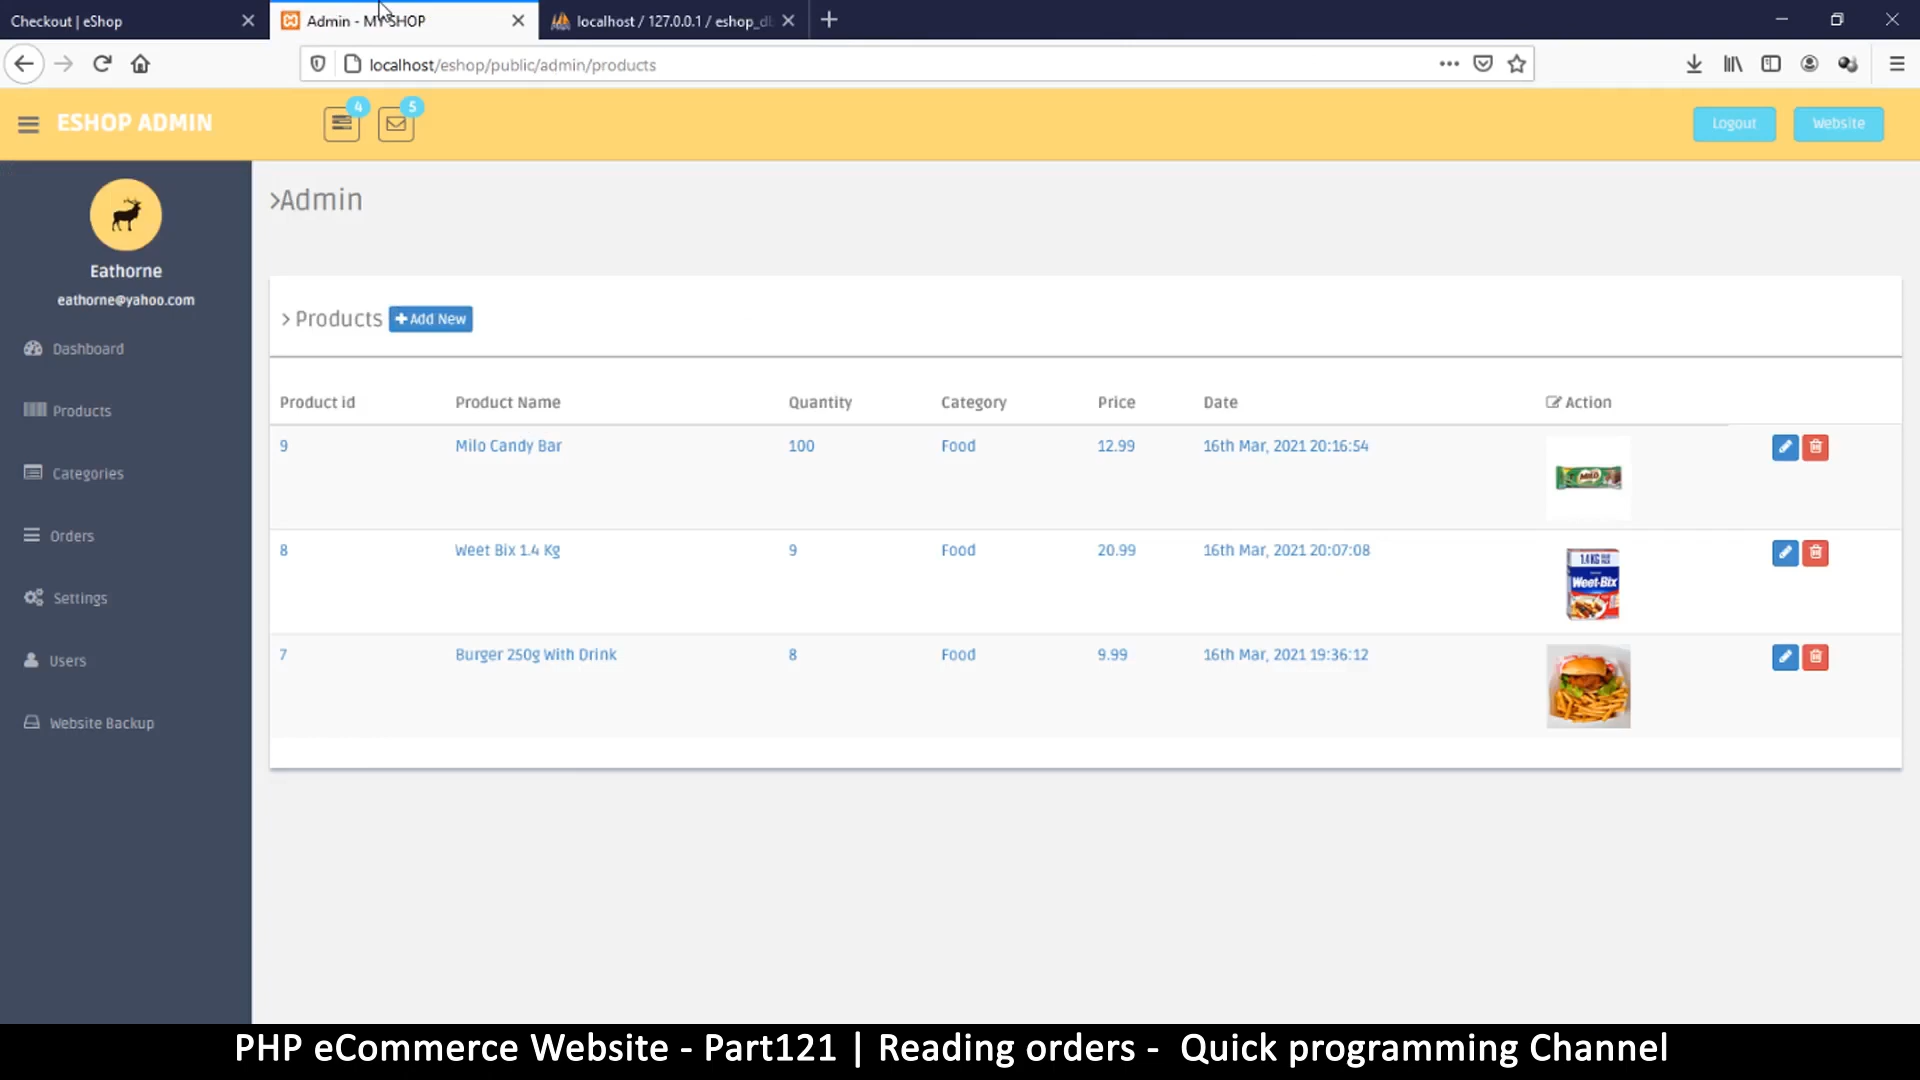 Checkout | eShop
Admin - MY SHOP
localhost / 127.0.0.1 / eshop_d
localhost/eshop/public/admin/products
ESHOP ADMIN
4
5
Logout
Website
Eathorne
eathorne@yahoo.com
Dashboard
Products
Categories
Orders
Settings
Users
Website Backup
>Admin
> Products
Add New
Product id Product Name Quantity Category Price Date Action
9 Milo Candy Bar 100 Food 12.99 16th Mar, 2021 20:16:54
MILO
8 Weet Bix 1.4 Kg 9 Food 20.99 16th Mar, 2021 20:07:08
1.4KG
Weet-Bix
7 Burger 250g With Drink 8 Food 9.99 16th Mar, 2021 19:36:12
PHP eCommerce Website - Part121 | Reading orders - Quick programming Channel